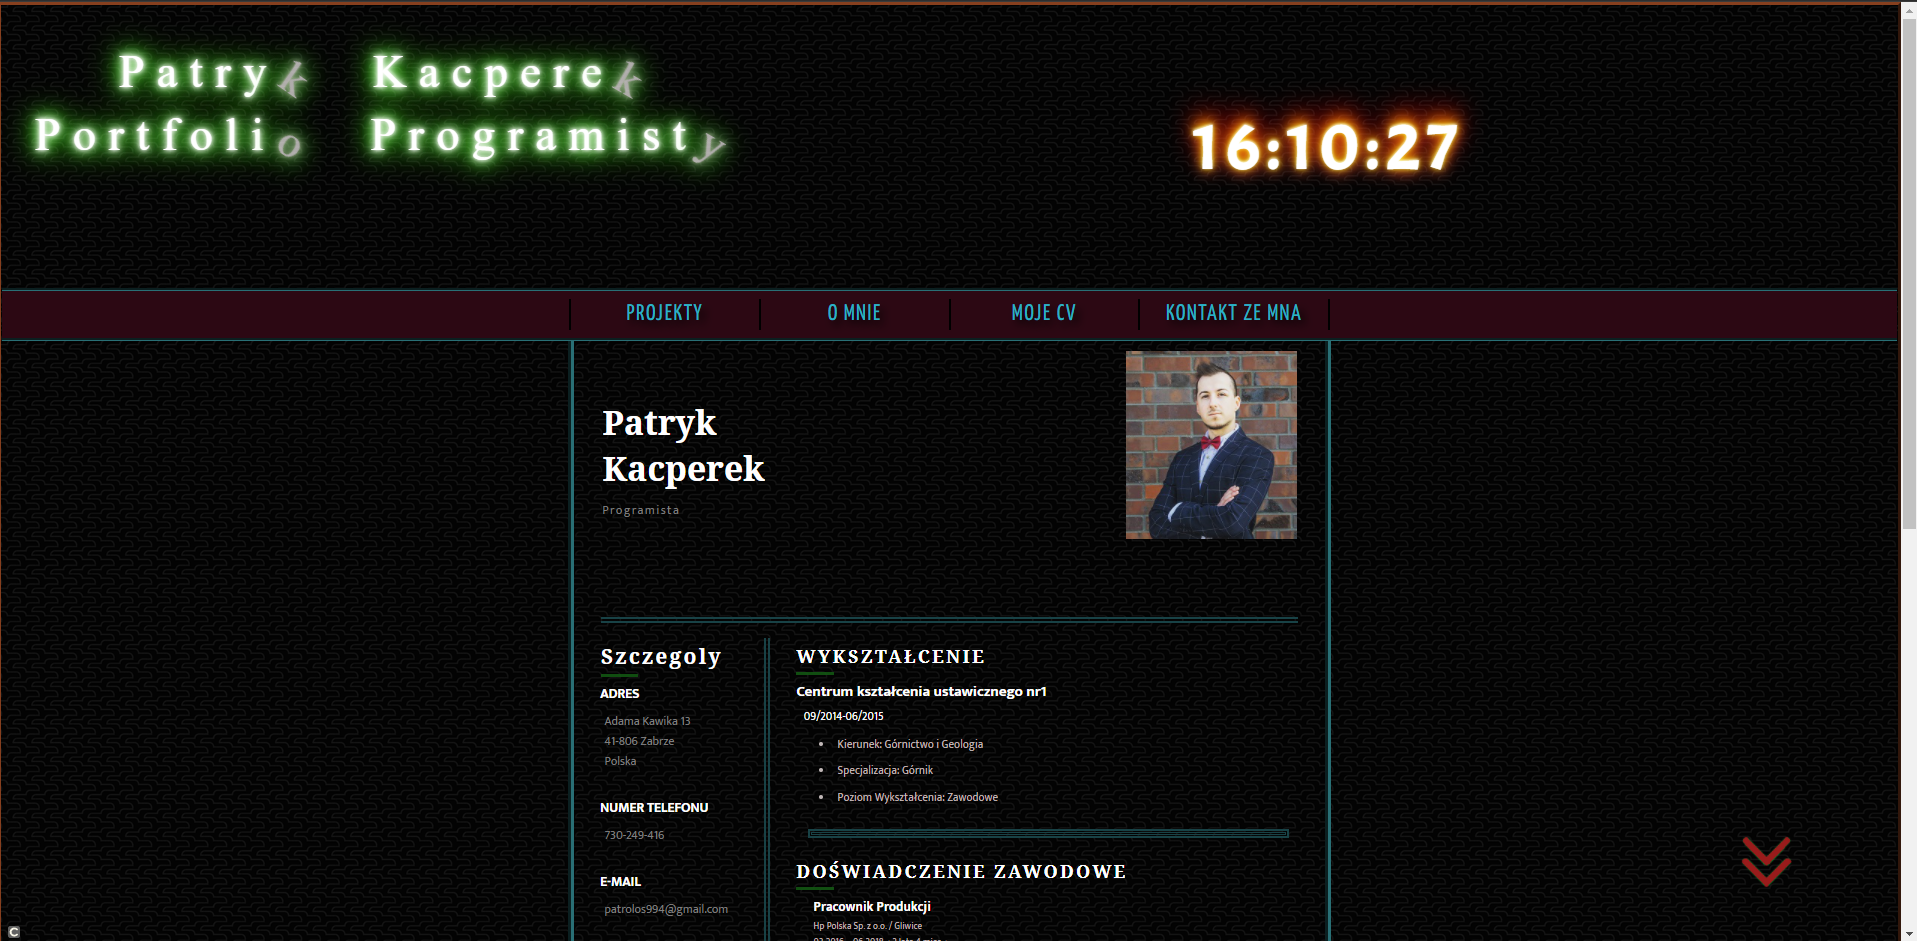 Patryk Kacperek
Portfolio Programisty
16:10:27
PROJEKTY
O MNIE
MOJE CV
KONTAKT ZE MNA
Patryk
Kacperek
Programista
Szczegoly
ADRES
Adama Kawika 13
41-806 Zabrze
Polska
NUMER TELEFONU
730-249-416
E-MAIL
patrolos994@gmail.com
WYKSZTAŁCENIE
Centrum kształcenia ustawicznego nr1
09/2014-06/2015
Kierunek: Górnictwo i Geologia
Specjalizacja: Górnik
Poziom Wykształcenia: Zawodowe
DOŚWIADCZENIE ZAWODOWE
Pracownik Produkcji
Hp Polska Sp. z o.o. / Gliwice
C